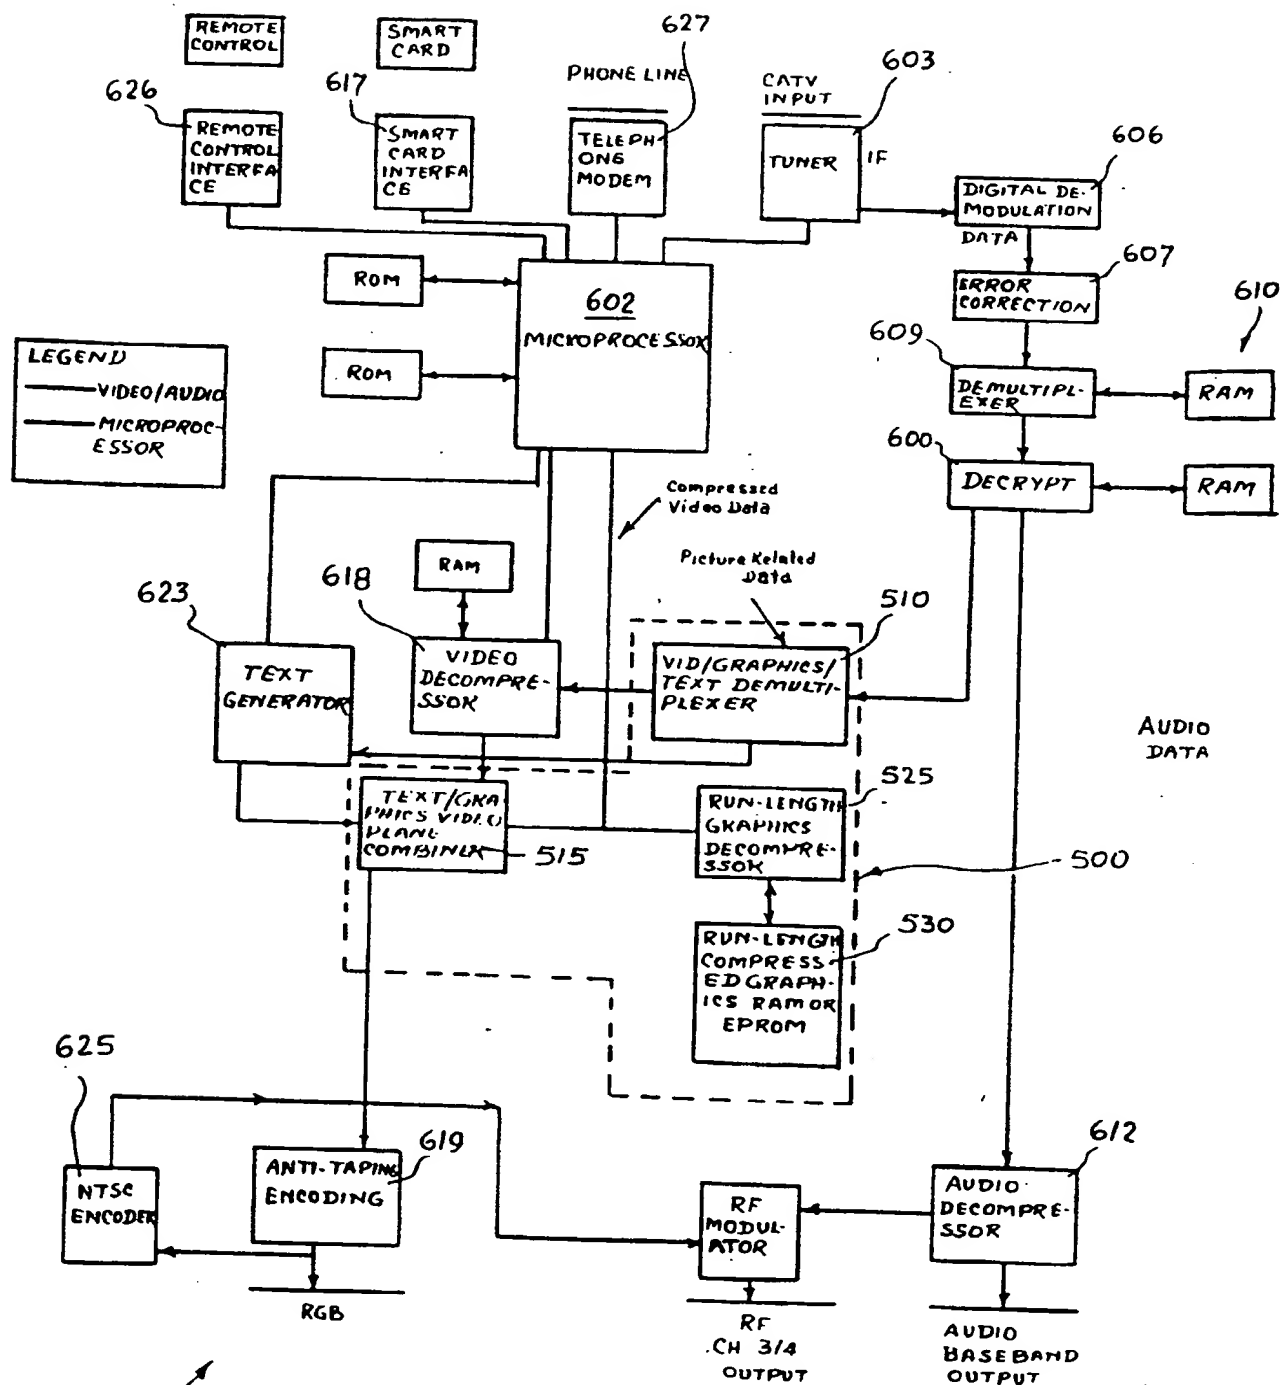 REMOTE
CONTROL
SMART
CARD
627
PHONE LINE
CATV
INPUT
603
626
617
REMOTE
CONTROL
INTERFA
CE
SMART
CARD
INTERFA
CE
TELEPH
ONE
MODEM
TUNER
IF
606
DIGITAL DE-
MODULATION
DATA
607
ROM
602
MICROPROCESSOR
ERROR
CORRECTION
610
609
LEGEND
VIDEO/AUDIO
MICROPROC-
ESSOR
ROM
DEMULTIPL-
EXER
RAM
600
DECRYPT
RAM
Compressed
Video Data
Picture Related
Data
RAM
618
623
510
TEXT
GENERATOR
VIDEO
DECOMPRE-
SSOR
VID/GRAPHICS/
TEXT DEMULTI-
PLEXER
AUDIO
DATA
525
TEXT/GRA
PHICS VIDEO
PLANE
COMBINER
515
RUN-LENGTH
GRAPHICS
DECOMPRE-
SSOR
500
530
RUN-LENGTH
COMPRESS
ED GRAPH-
ICS RAM OR
EPROM
625
619
612
NTSC
ENCODER
ANTI-TAPING
ENCODING
RF
MODUL-
ATOR
AUDIO
DECOMPRE-
SSOR
RGB
RF
CH 3/4
OUTPUT
AUDIO
BASEBAND
OUTPUT